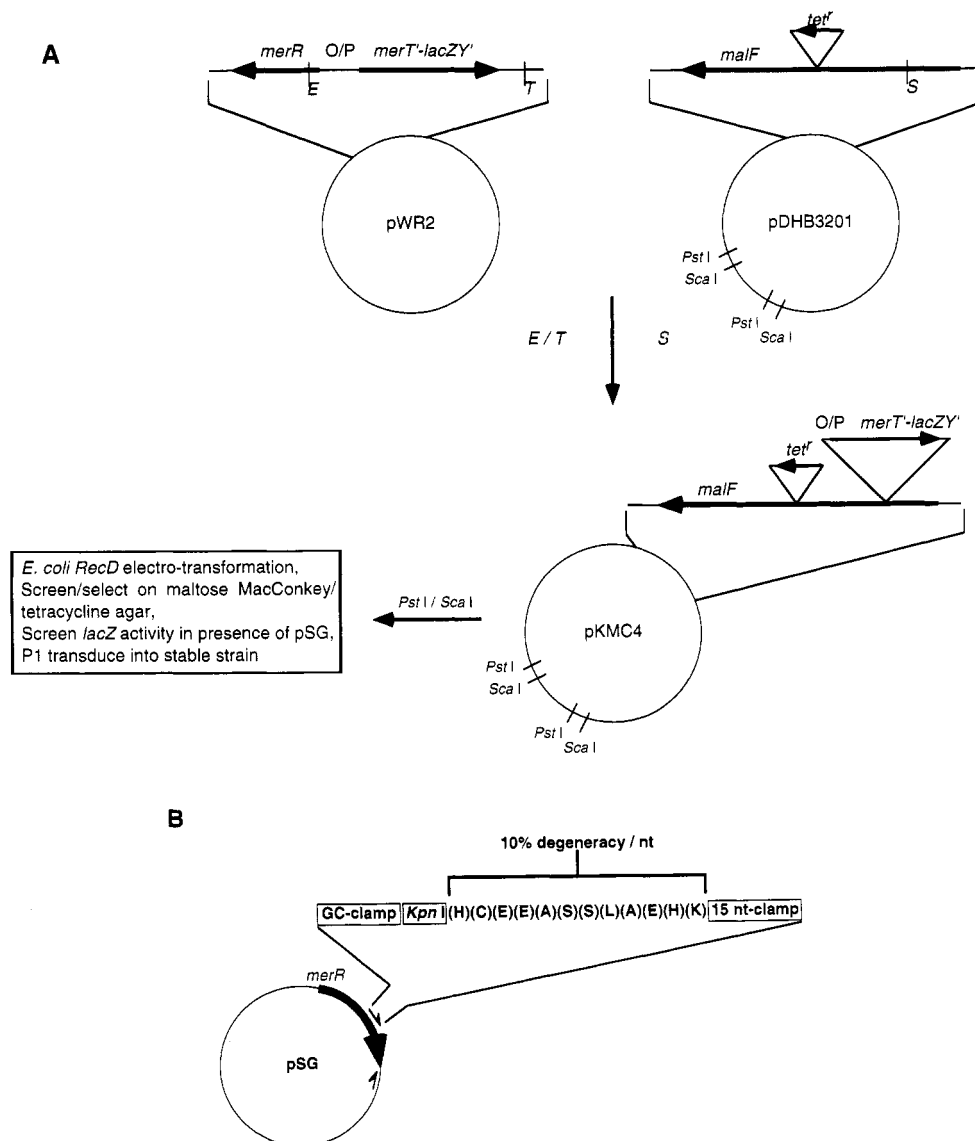 A
merR O/P merT'-lacZY'
E
T
tetʳ
malF
S
pWR2
pDHB3201
Pst I
Sca I
Pst I
Sca I
E / T
S
O/P merT'-lacZY'
tetʳ
malF
E. coli RecD electro-transformation,
Screen/select on maltose MacConkey/
tetracycline agar,
Screen lacZ activity in presence of pSG,
P1 transduce into stable strain
Pst I / Sca I
pKMC4
Pst I
Sca I
Pst I
Sca I
B
10% degeneracy / nt
GC-clamp Kpn I (H)(C)(E)(E)(A)(S)(S)(L)(A)(E)(H)(K) 15 nt-clamp
merR
pSG